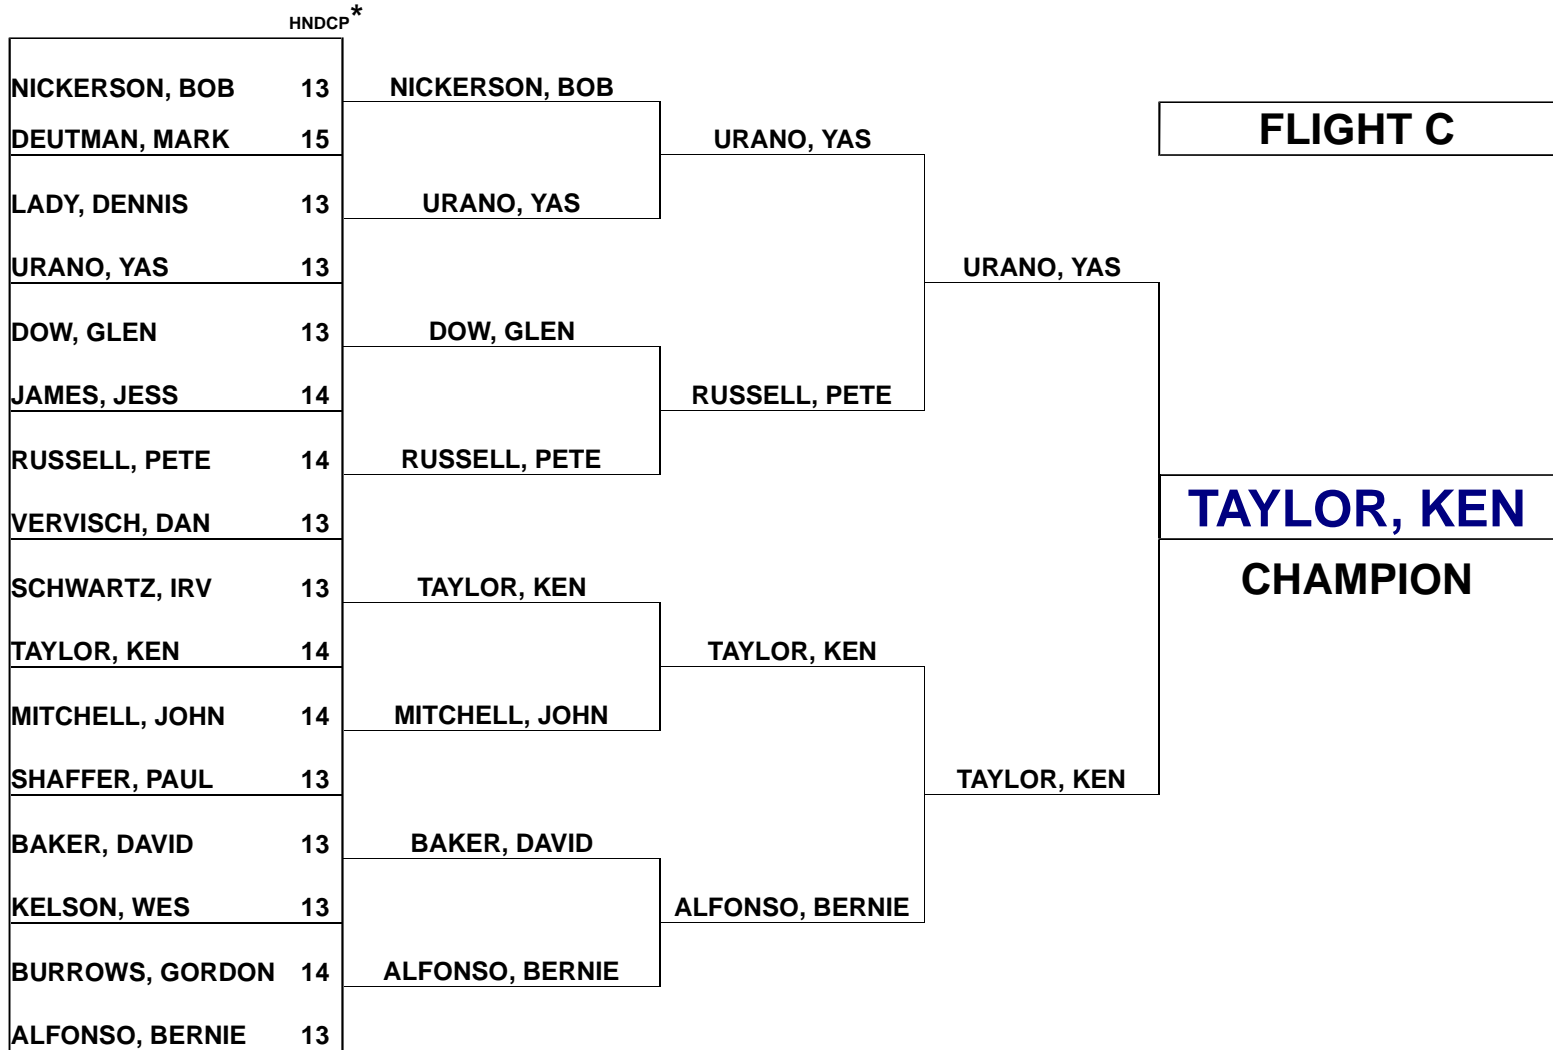 HNDCP*
NICKERSON, BOB 13 NICKERSON, BOB
FLIGHT C
DEUTMAN, MARK 15 URANO, YAS
LADY, DENNIS 13 URANO, YAS
URANO, YAS 13 URANO, YAS
DOW, GLEN 13 DOW, GLEN
JAMES, JESS 14 RUSSELL, PETE
RUSSELL, PETE 14 RUSSELL, PETE
TAYLOR, KEN
VERVISCH, DAN 13
CHAMPION
SCHWARTZ, IRV 13 TAYLOR, KEN
TAYLOR, KEN 14 TAYLOR, KEN
MITCHELL, JOHN 14 MITCHELL, JOHN
SHAFFER, PAUL 13 TAYLOR, KEN
BAKER, DAVID 13 BAKER, DAVID
KELSON, WES 13 ALFONSO, BERNIE
BURROWS, GORDON 14 ALFONSO, BERNIE
ALFONSO, BERNIE 13